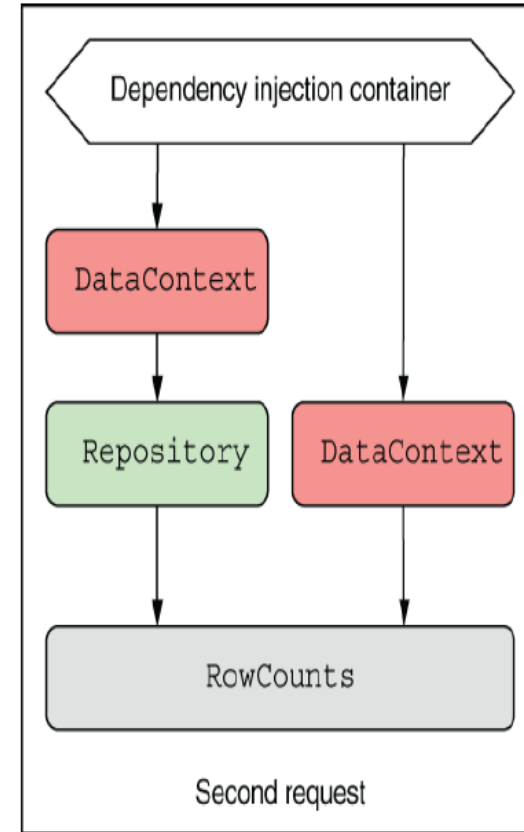 Dependency injection container
DataContext
Repository
DataContext
RowCounts
Second request